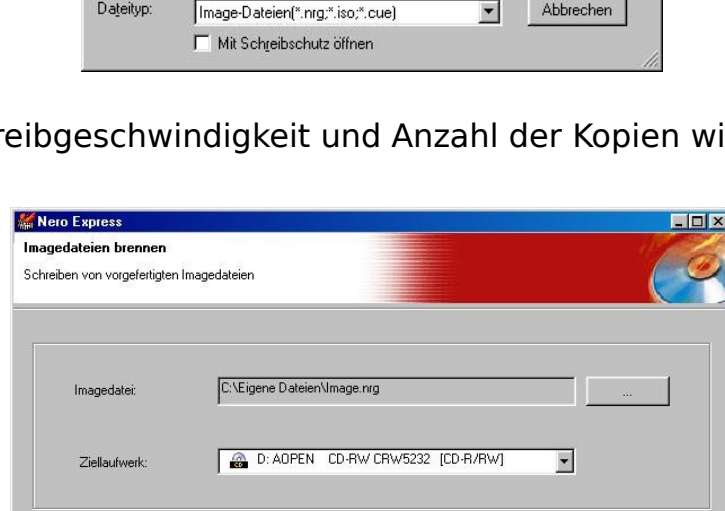 Dateityp:
Image-Dateien(*.nrg;*.iso;*.cue)
Abbrechen
Mit Schreibschutz öffnen
reibgeschwindigkeit und Anzahl der Kopien wi
Nero Express
Imagedateien brennen
Schreiben von vorgefertigten Imagedateien
Imagedatei:
C:\Eigene Dateien\Image.nrg
...
Ziellaufwerk:
D: AOPEN CD-RW CRW5232 [CD-R/RW]